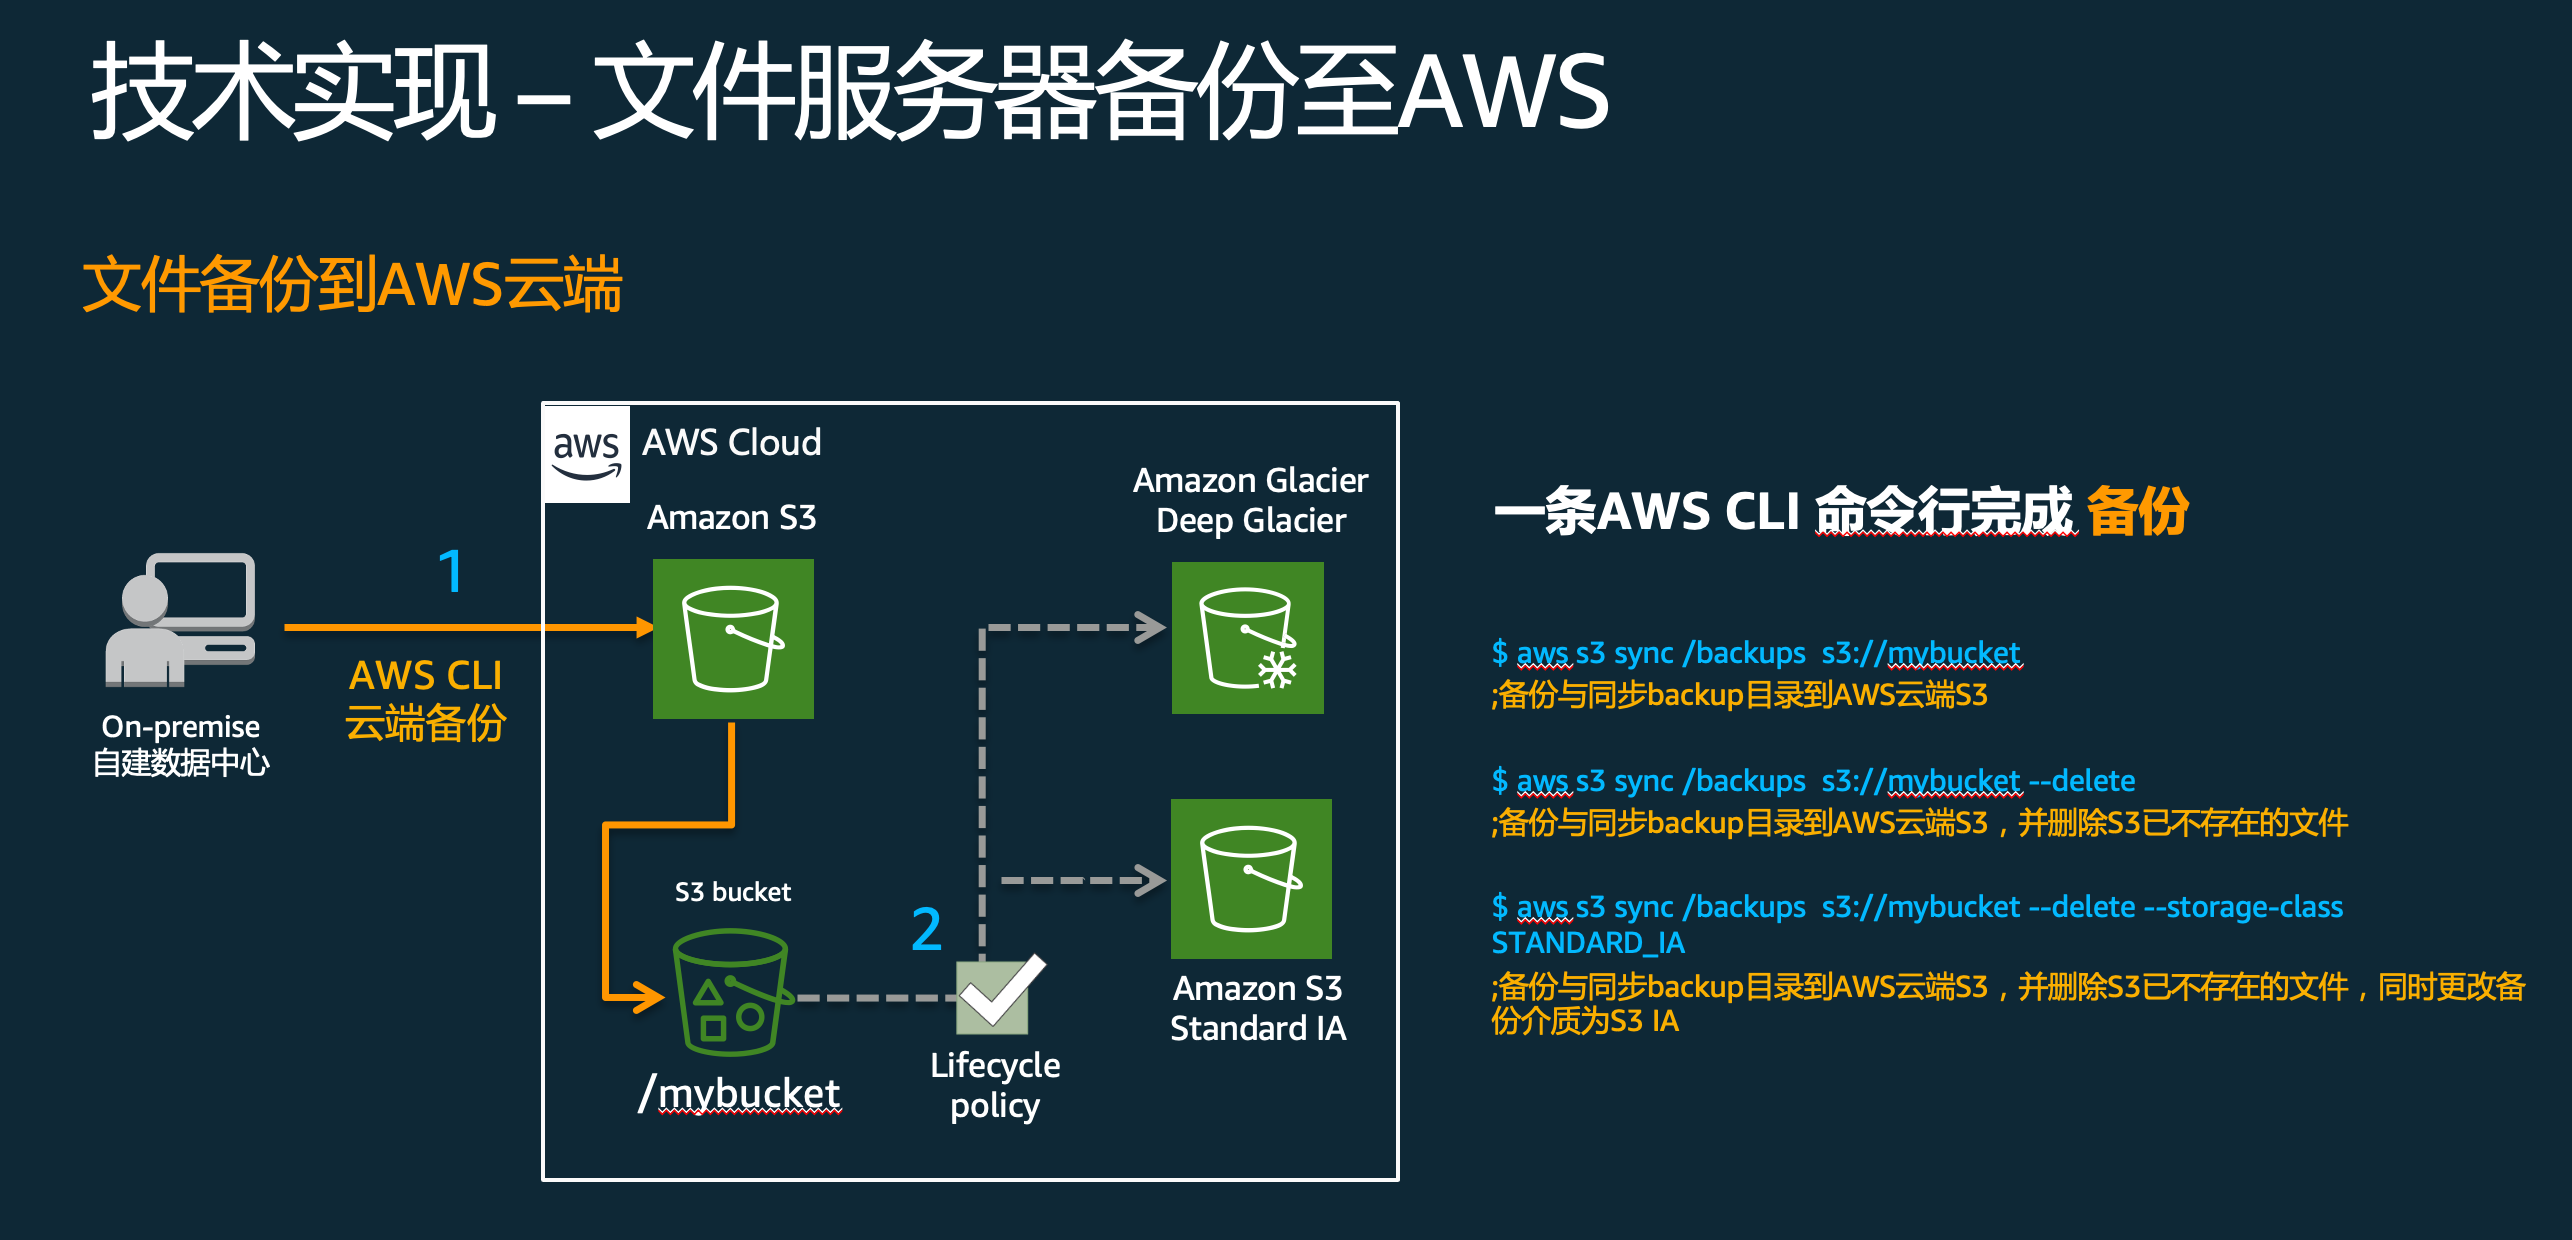 技术实现 – 文件服务器备份至AWS
文件备份到AWS云端
aws
AWS Cloud
Amazon S3
Amazon Glacier
Deep Glacier
1
AWS CLI
云端备份
On-premise
自建数据中心
S3 bucket
/mybucket
2
Lifecycle
policy
Amazon S3
Standard IA
一条AWS CLI 命令行完成 备份
$ aws s3 sync /backups  s3://mybucket
;备份与同步backup目录到AWS云端S3
$ aws s3 sync /backups  s3://mybucket --delete
;备份与同步backup目录到AWS云端S3，并删除S3已不存在的文件
$ aws s3 sync /backups  s3://mybucket --delete --storage-class
STANDARD_IA
;备份与同步backup目录到AWS云端S3，并删除S3已不存在的文件，同时更改备
份介质为S3 IA